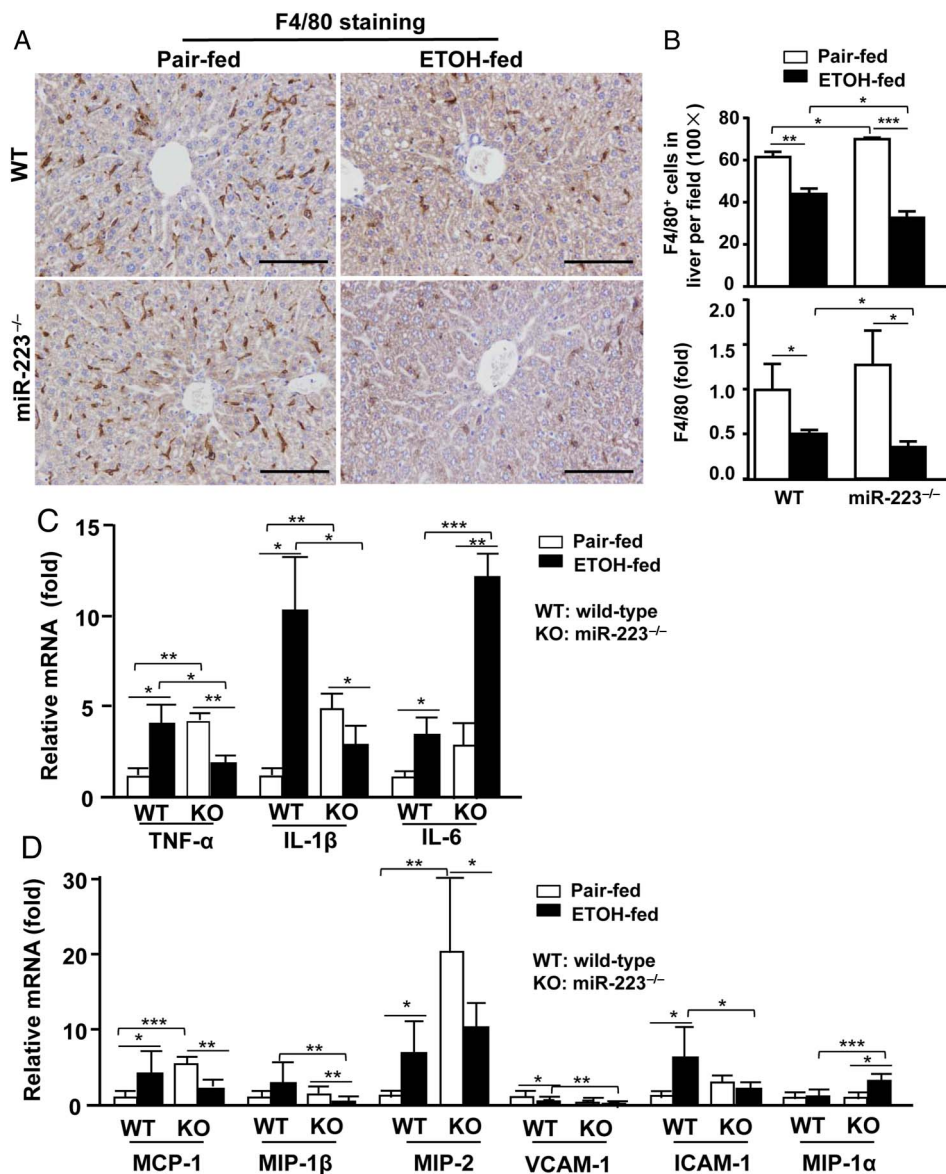 A
F4/80 staining
Pair-fed
ETOH-fed
WT
miR-223−/−
B
Pair-fed
ETOH-fed
F4/80+ cells in
liver per field (100×)
80
60
40
20
0
*
*
**
***
F4/80 (fold)
2.0
1.5
1.0
0.5
0.0
*
*
*
WT
miR-223−/−
C
Relative mRNA (fold)
15
10
5
0
**
*
*
**
**
*
*
*
***
**
*
Pair-fed
ETOH-fed
WT: wild-type
KO: miR-223−/−
WT KO WT KO WT KO
TNF-α IL-1β IL-6
D
Relative mRNA (fold)
30
20
10
0
***
*
**
**
**
**
*
*
*
**
*
*
***
*
Pair-fed
ETOH-fed
WT: wild-type
KO: miR-223−/−
WT KO WT KO WT KO WT KO WT KO WT KO
MCP-1 MIP-1β MIP-2 VCAM-1 ICAM-1 MIP-1α